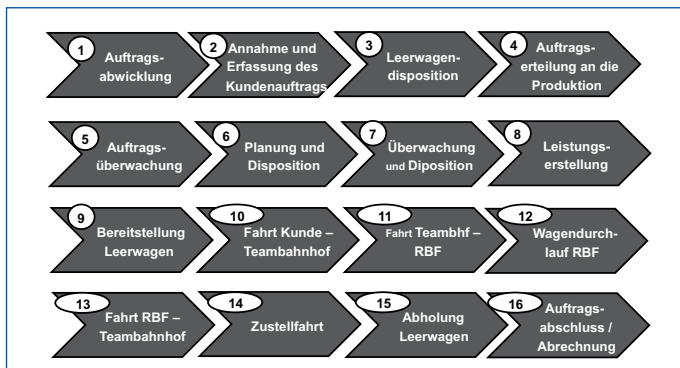 1
Auftrags-
abwicklung
2
Annahme und
Erfassung des
Kundenauftrags
3
Leerwagen-
disposition
4
Auftrags-
erteilung an die
Produktion
5
Auftrags-
überwachung
6
Planung und
Disposition
7
Überwachung
und Diposition
8
Leistungs-
erstellung
9
Bereitstellung
Leerwagen
10
Fahrt Kunde –
Teambahnhof
11
Fahrt Teambhf –
RBF
12
Wagendurch-
lauf RBF
13
Fahrt RBF –
Teambahnhof
14
Zustellfahrt
15
Abholung
Leerwagen
16
Auftrags-
abschluss /
Abrechnung